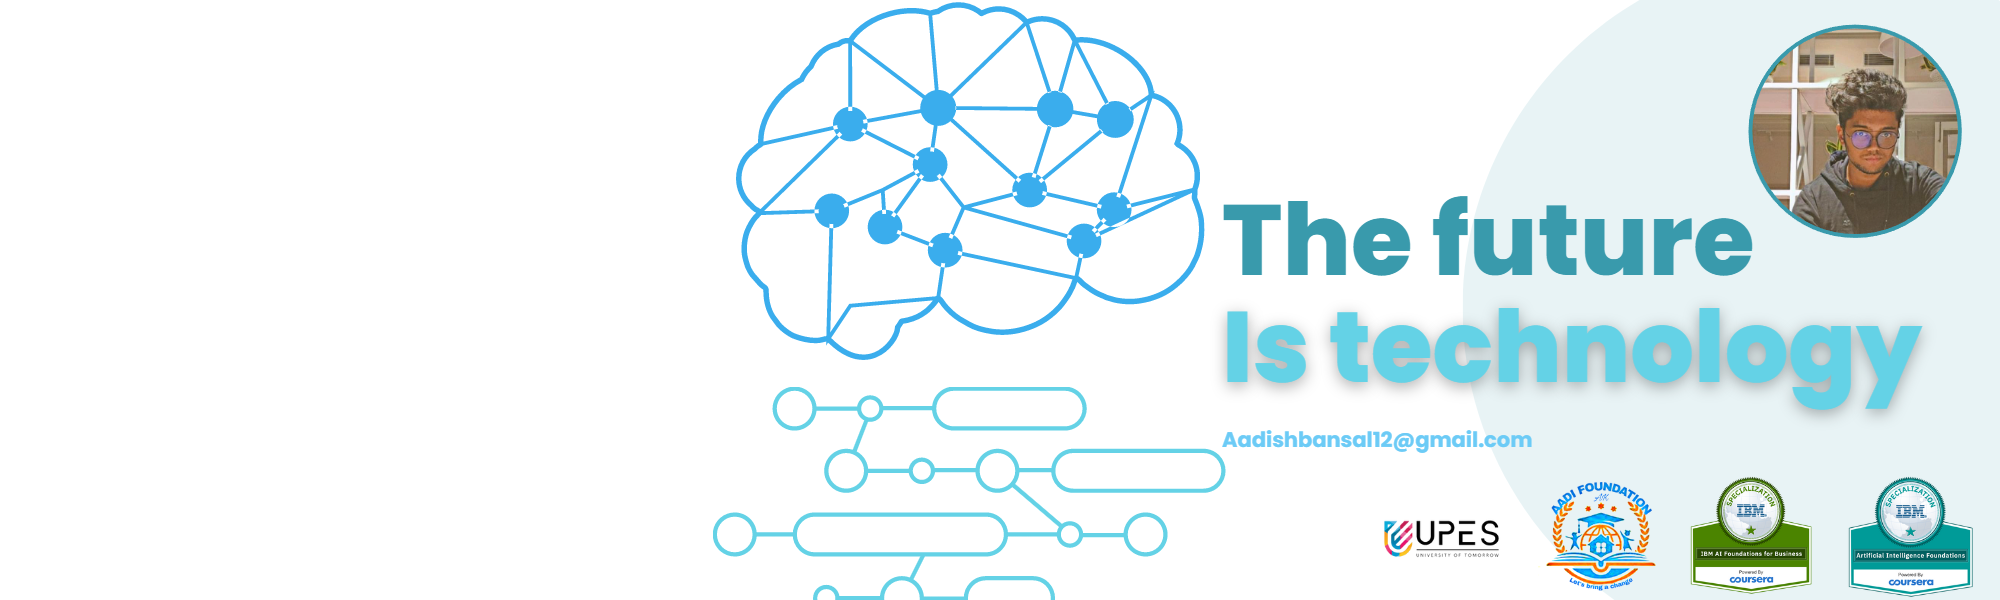 The future
Is technology
Aadishbansal12@gmail.com
UPES
UNIVERSITY OF TOMORROW
AADI FOUNDATION
Let's bring a change
SPECIALIZATION
IBM
IBM AI Foundations for Business
Powered By
coursera
SPECIALIZATION
IBM
Artificial Intelligence Foundations
Powered By
coursera